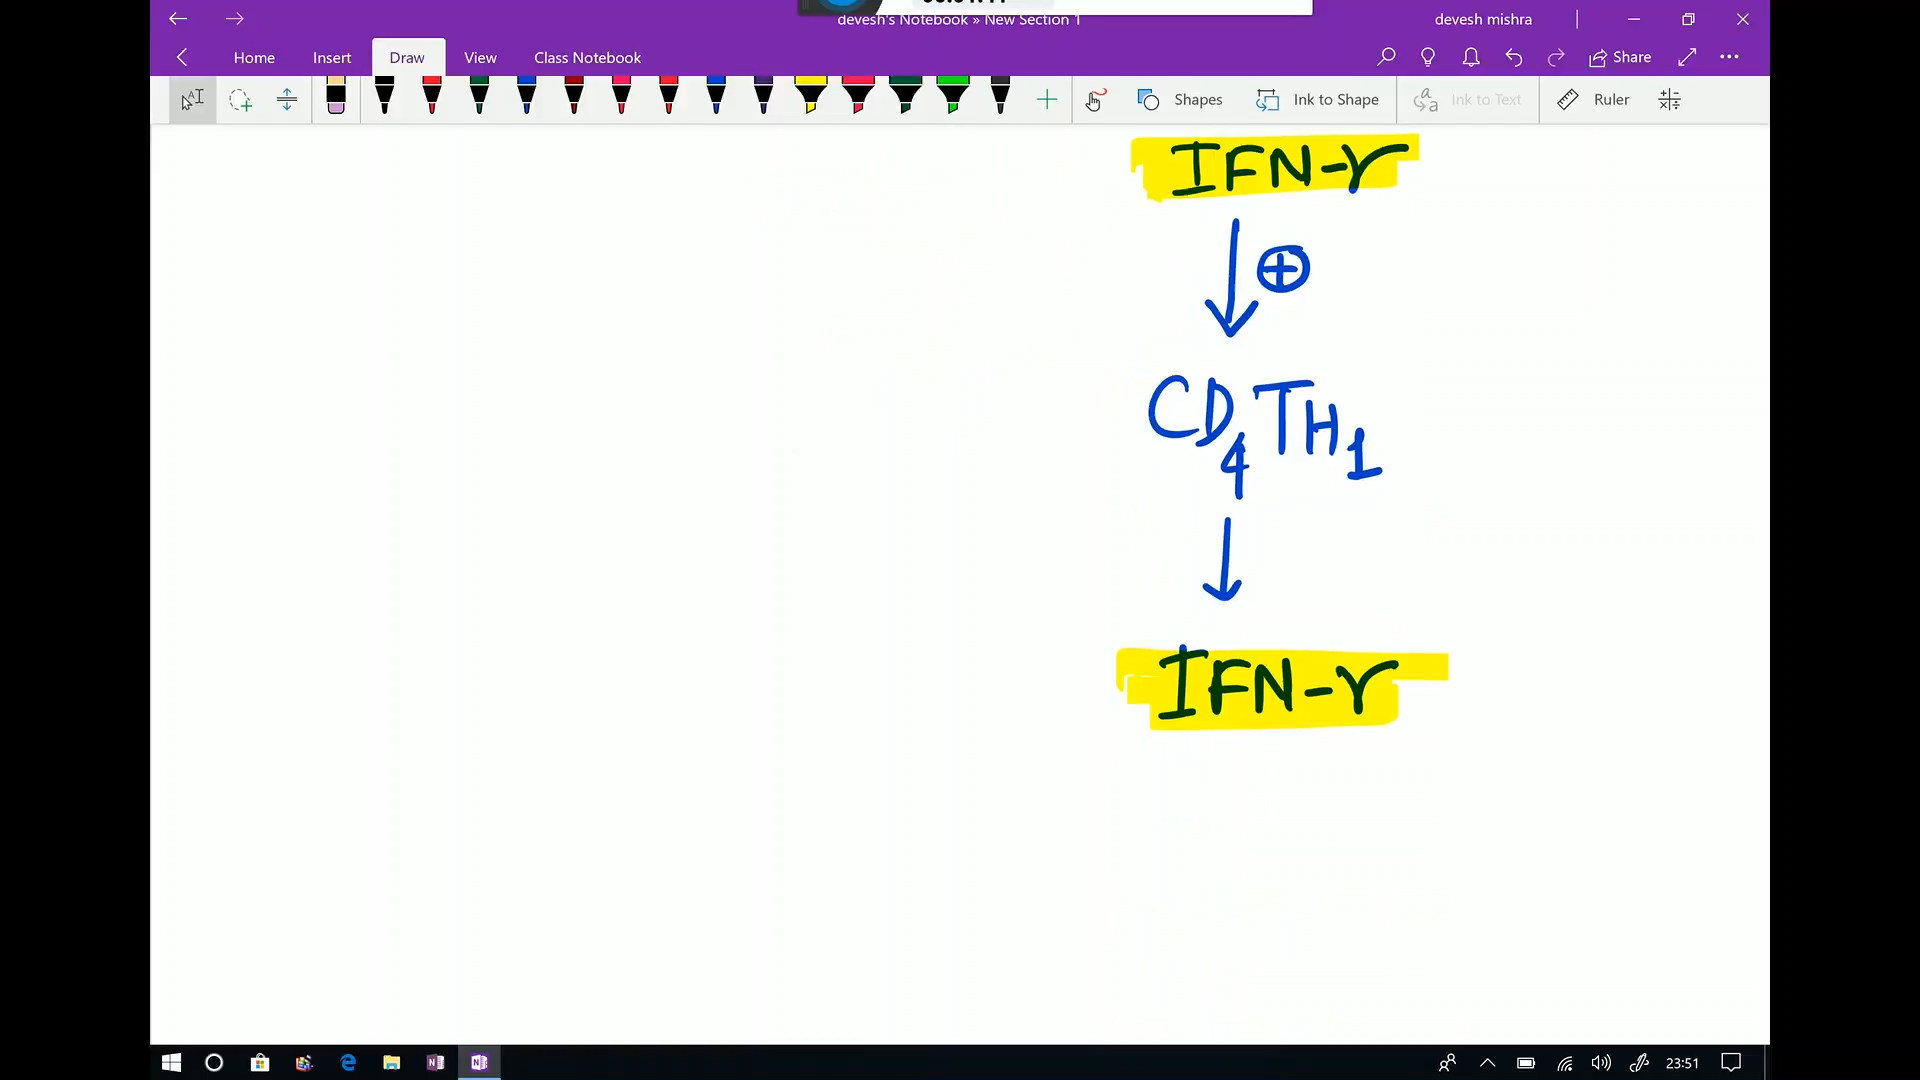 devesh's Notebook » New Section 1
devesh mishra
Home Insert Draw View Class Notebook
Share
Shapes Ink to Shape Ink to Text Ruler
IFN-γ
⊕
CD4 TH1
IFN-γ
23:51